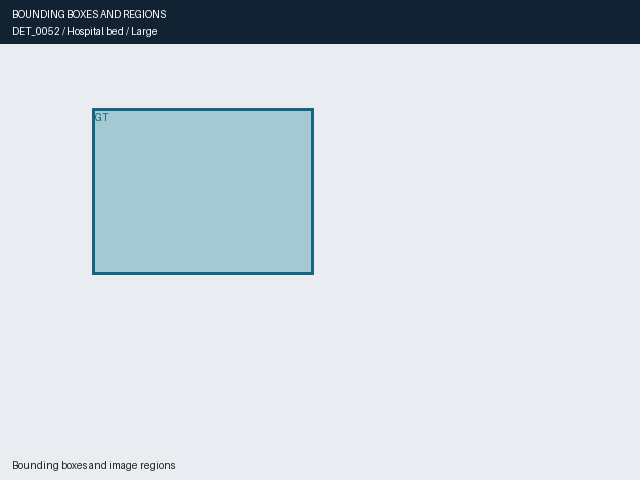 BOUNDING BOXES AND REGIONS
DET_0052 / Hospital bed / Large
GT
Bounding boxes and image regions